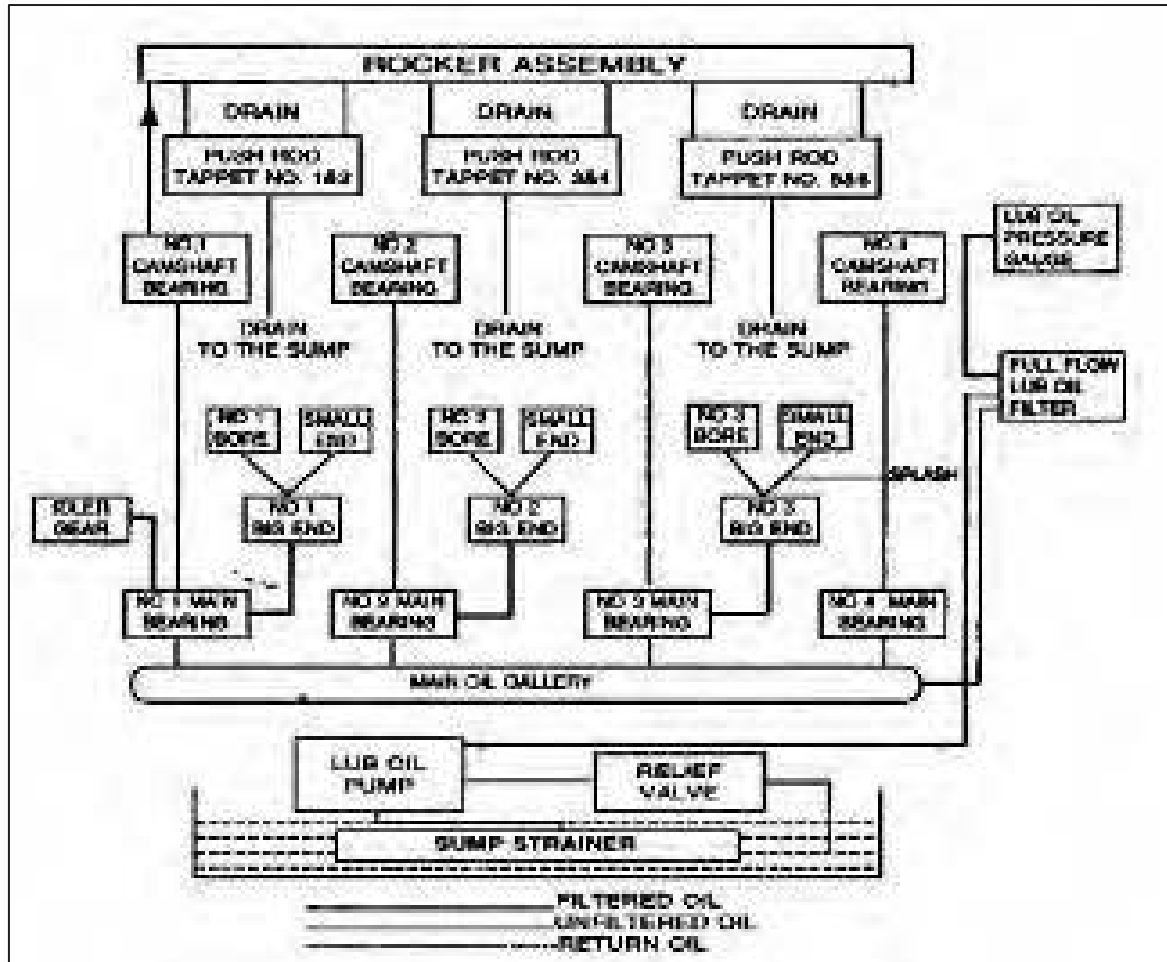 ROCKER ASSEMBLY
DRAIN
DRAIN
DRAIN
PUSH ROD
TAPPET NO. 1&2
PUSH ROD
TAPPET NO. 3&4
PUSH ROD
TAPPET NO. 5&6
NO.1
CAMSHAFT
BEARING
NO.2
CAMSHAFT
BEARING
NO.3
CAMSHAFT
BEARING
NO.4
CAMSHAFT
BEARING
LUB OIL
PRESSURE
GAUGE
DRAIN
TO THE SUMP
DRAIN
TO THE SUMP
DRAIN
TO THE SUMP
FULL FLOW
LUB OIL
FILTER
NO 1
BORE
SMALL
END
NO 2
BORE
SMALL
END
NO 3
BORE
SMALL
END
SPLASH
IDLER
GEAR
NO 1
BIG END
NO 2
BIG END
NO 3
BIG END
NO 1 MAIN
BEARING
NO 2 MAIN
BEARING
NO 3 MAIN
BEARING
NO 4 MAIN
BEARING
MAIN OIL GALLERY
LUB OIL
PUMP
RELIEF
VALVE
SUMP STRAINER
FILTERED OIL
UNFILTERED OIL
RETURN OIL